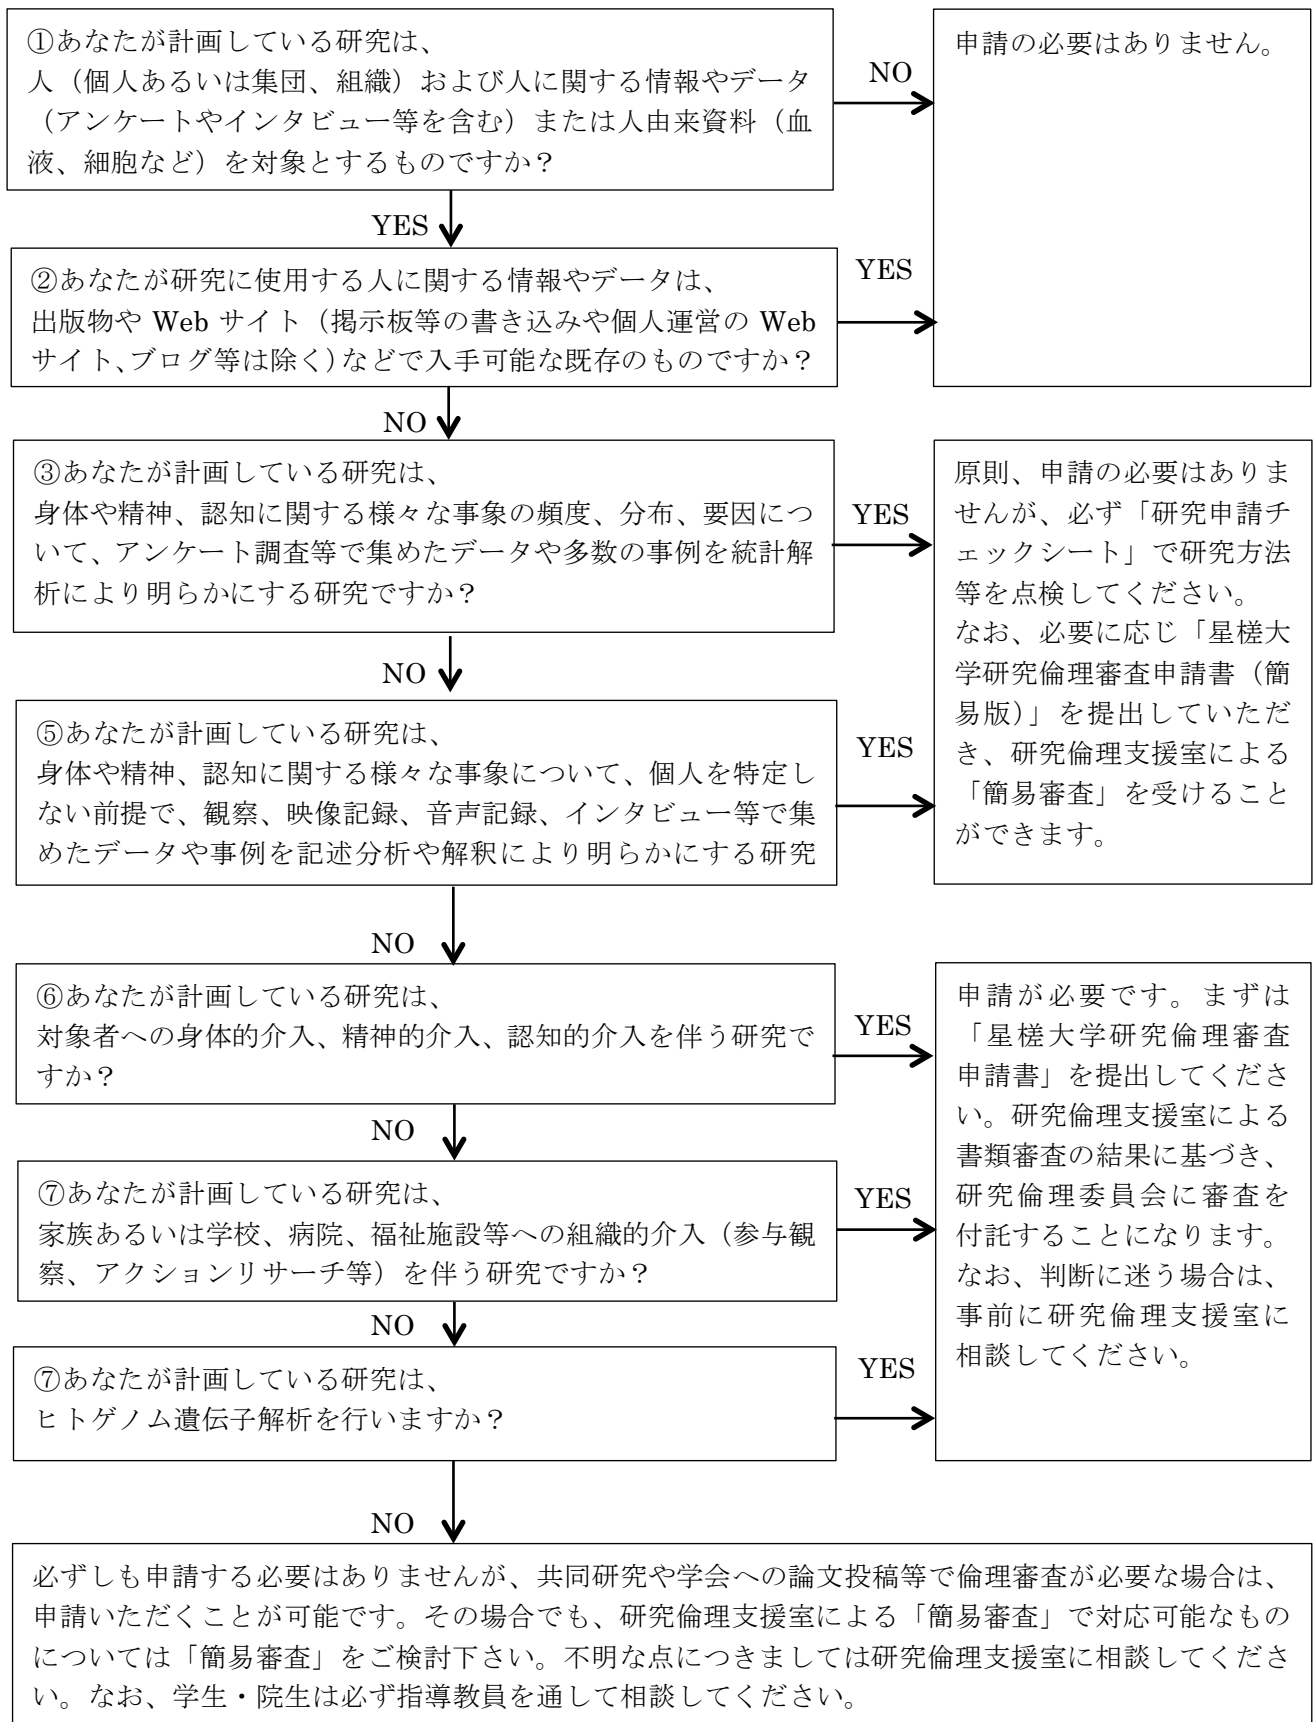 ①あなたが計画している研究は、
人（個人あるいは集団、組織）および人に関する情報やデータ
（アンケートやインタビュー等を含む）または人由来資料（血
液、細胞など）を対象とするものですか？
NO
申請の必要はありません。
YES
②あなたが研究に使用する人に関する情報やデータは、
出版物や Web サイト（掲示板等の書き込みや個人運営の Web
サイト、ブログ等は除く）などで入手可能な既存のものですか？
YES
NO
③あなたが計画している研究は、
身体や精神、認知に関する様々な事象の頻度、分布、要因につ
いて、アンケート調査等で集めたデータや多数の事例を統計解
析により明らかにする研究ですか？
YES
原則、申請の必要はありま
せんが、必ず「研究申請チ
ェックシート」で研究方法
等を点検してください。
なお、必要に応じ「星槎大
学研究倫理審査申請書（簡
易版）」を提出していただ
き、研究倫理支援室による
「簡易審査」を受けること
ができます。
NO
⑤あなたが計画している研究は、
身体や精神、認知に関する様々な事象について、個人を特定し
ない前提で、観察、映像記録、音声記録、インタビュー等で集
めたデータや事例を記述分析や解釈により明らかにする研究
YES
NO
⑥あなたが計画している研究は、
対象者への身体的介入、精神的介入、認知的介入を伴う研究で
すか？
YES
申請が必要です。まずは
「星槎大学研究倫理審査
申請書」を提出してくださ
い。研究倫理支援室による
書類審査の結果に基づき、
研究倫理委員会に審査を
付託することになります。
なお、判断に迷う場合は、
事前に研究倫理支援室に
相談してください。
NO
⑦あなたが計画している研究は、
家族あるいは学校、病院、福祉施設等への組織的介入（参与観
察、アクションリサーチ等）を伴う研究ですか？
YES
NO
⑦あなたが計画している研究は、
ヒトゲノム遺伝子解析を行いますか？
YES
NO
必ずしも申請する必要はありませんが、共同研究や学会への論文投稿等で倫理審査が必要な場合は、
申請いただくことが可能です。その場合でも、研究倫理支援室による「簡易審査」で対応可能なもの
については「簡易審査」をご検討下さい。不明な点につきましては研究倫理支援室に相談してくださ
い。なお、学生・院生は必ず指導教員を通して相談してください。